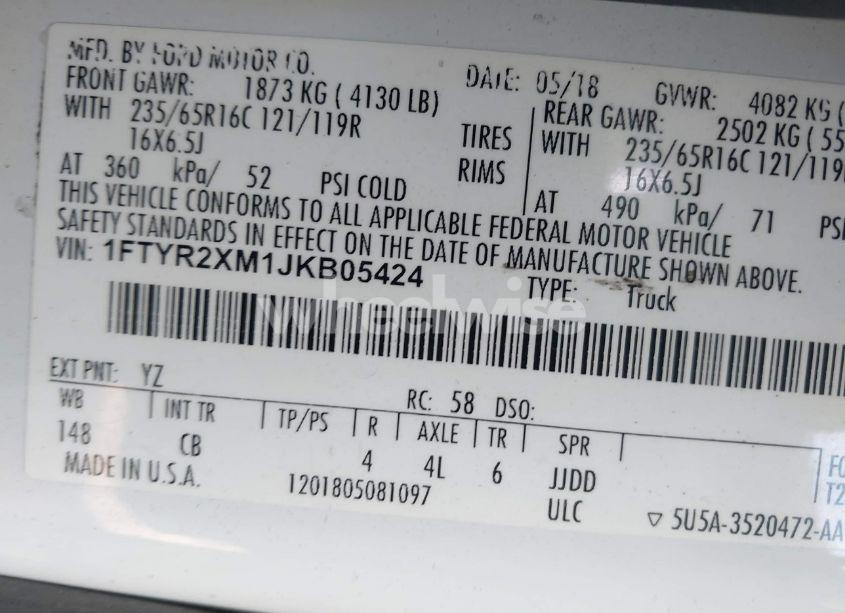 MFD. BY FORD MOTOR CO.
DATE: 05/18 GVWR: 4082 KG (
FRONT GAWR: 1873 KG ( 4130 LB)
REAR GAWR: 2502 KG ( 55
WITH 235/65R16C 121/119R TIRES
WITH 235/65R16C 121/119R
16X6.5J RIMS
16X6.5J
AT 360 kPa/ 52 PSI COLD
AT 490 kPa/ 71 PSI
THIS VEHICLE CONFORMS TO ALL APPLICABLE FEDERAL MOTOR VEHICLE
SAFETY STANDARDS IN EFFECT ON THE DATE OF MANUFACTURE SHOWN ABOVE.
VIN: 1FTYR2XM1JKB05424
TYPE: Truck
wheelwise
EXT PNT: YZ RC: 58 DSO:
WB INT TR TP/PS R AXLE TR SPR
148 CB 4 4L 6 JJDD
MADE IN U.S.A. 1201805081097 ULC
▽ 5U5A-3520472-AA